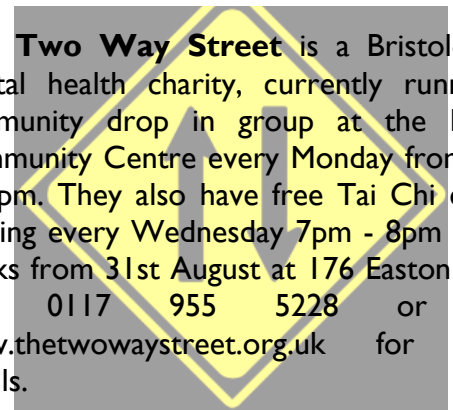 Two Way Street is a Bristol
tal health charity, currently runn
munity drop in group at the
mmunity Centre every Monday from
pm. They also have free Tai Chi
ing every Wednesday 7pm - 8pm
ks from 31st August at 176 Easton
0117 955 5228 or
w.thetwowaystreet.org.uk for
ls.